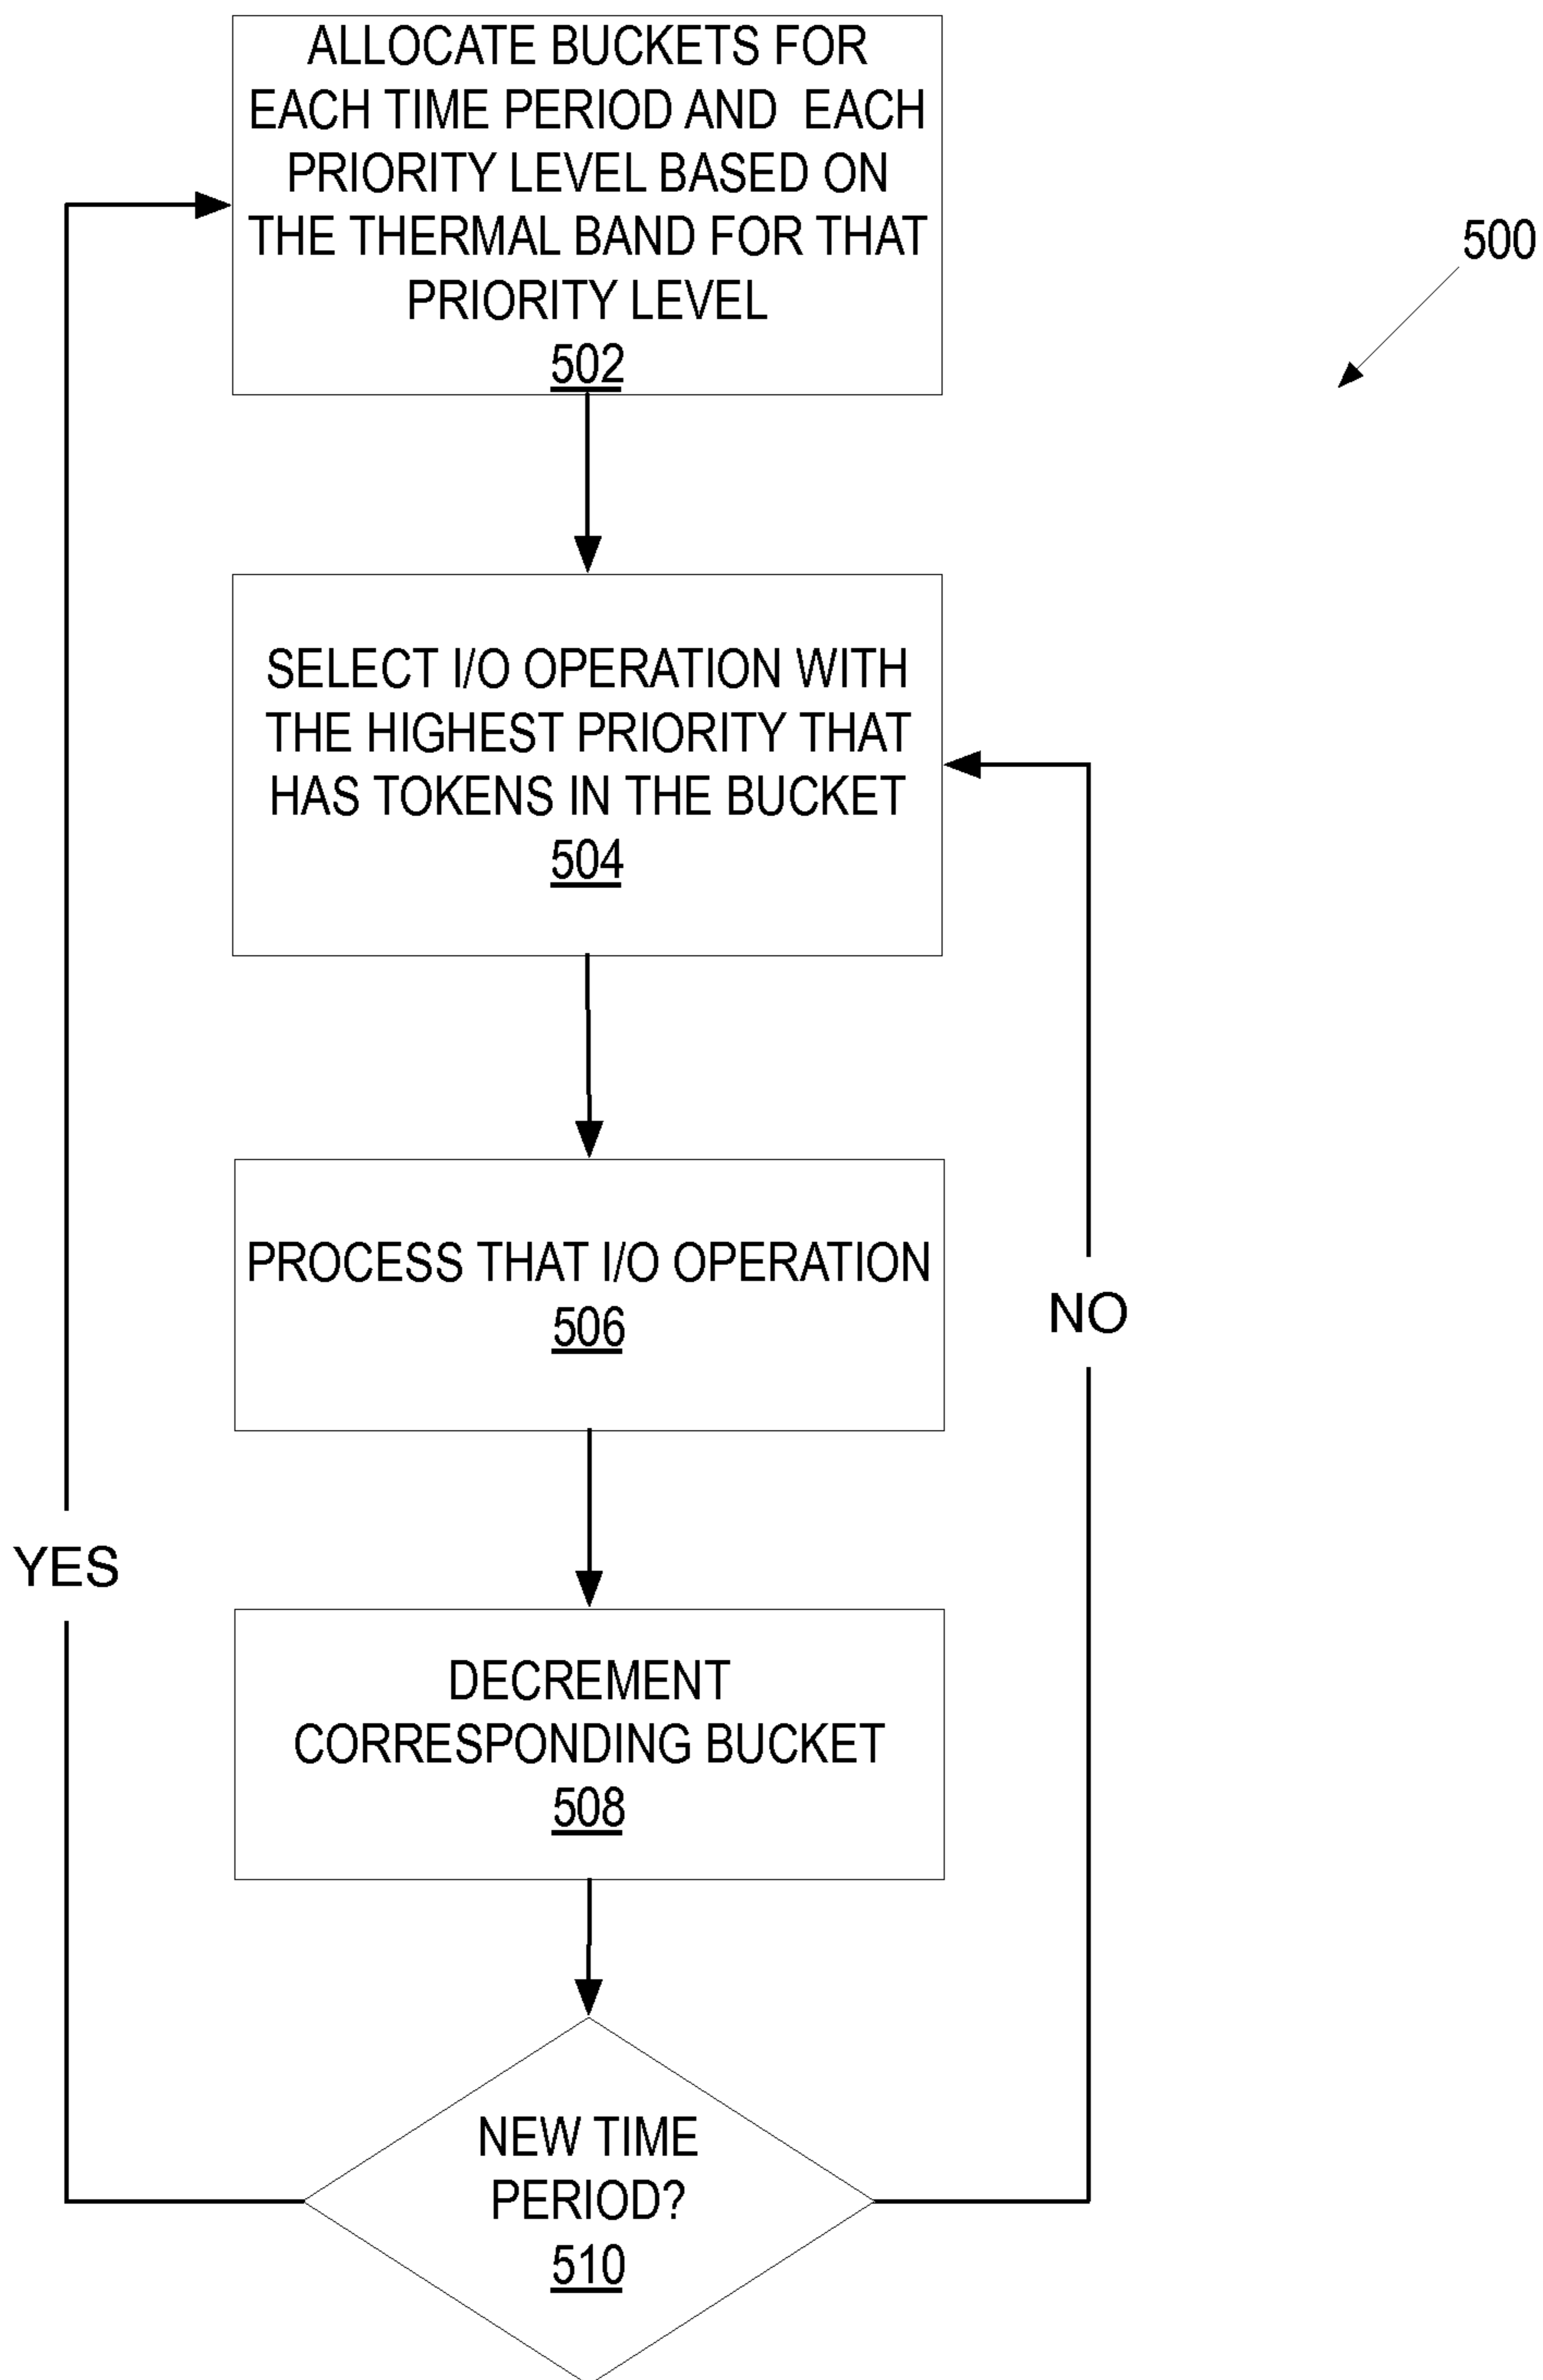 ALLOCATE BUCKETS FOR
EACH TIME PERIOD AND EACH
PRIORITY LEVEL BASED ON
THE THERMAL BAND FOR THAT
PRIORITY LEVEL
502
500
SELECT I/O OPERATION WITH
THE HIGHEST PRIORITY THAT
HAS TOKENS IN THE BUCKET
504
PROCESS THAT I/O OPERATION
506
NO
YES
DECREMENT
CORRESPONDING BUCKET
508
NEW TIME
PERIOD?
510